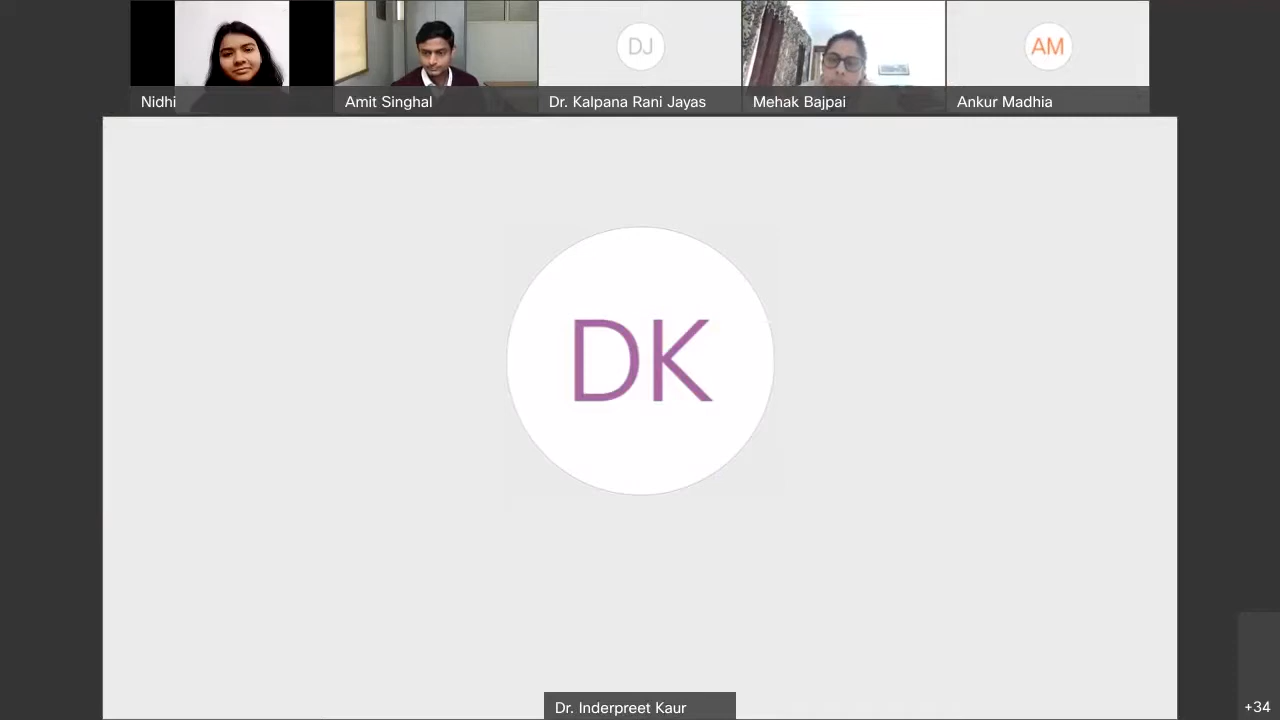 DJ
AM
Nidhi
Amit Singhal
Dr. Kalpana Rani Jayas
Mehak Bajpai
Ankur Madhia
DK
Dr. Inderpreet Kaur
+34